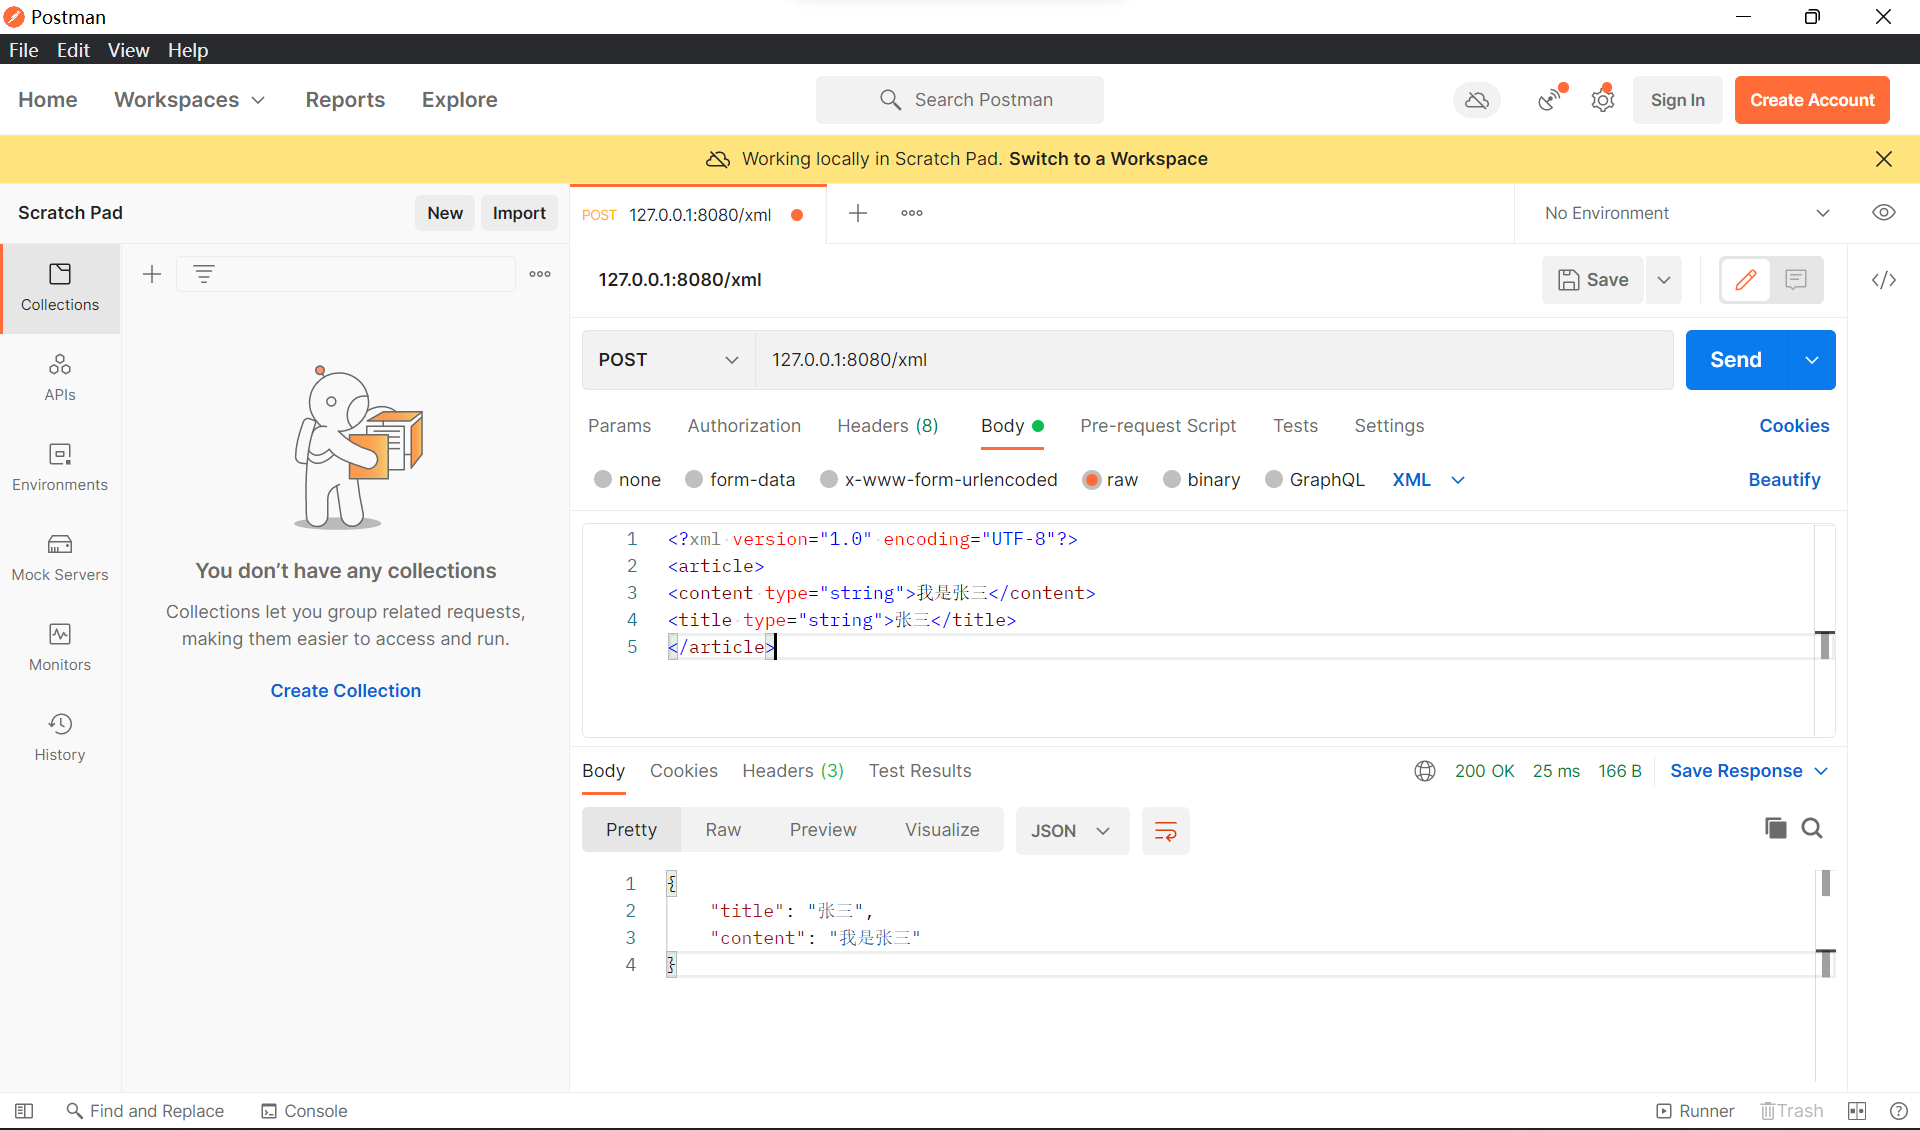 Postman
File Edit View Help
Home Workspaces Reports Explore Search Postman Sign In Create Account
Working locally in Scratch Pad. Switch to a Workspace
Scratch Pad New Import POST 127.0.0.1:8080/xml No Environment
Collections
APIs
Environments
Mock Servers
Monitors
History
You don’t have any collections
Collections let you group related requests,
making them easier to access and run.
Create Collection
127.0.0.1:8080/xml Save
POST 127.0.0.1:8080/xml Send
Params Authorization Headers (8) Body Pre-request Script Tests Settings Cookies
none form-data x-www-form-urlencoded raw binary GraphQL XML Beautify
1 <?xml version="1.0" encoding="UTF-8"?>
2 <article>
3 <content type="string">我是张三</content>
4 <title type="string">张三</title>
5 </article>
Body Cookies Headers (3) Test Results 200 OK 25 ms 166 B Save Response
Pretty Raw Preview Visualize JSON
1 {
2 "title": "张三",
3 "content": "我是张三"
4 }
Find and Replace Console Runner Trash